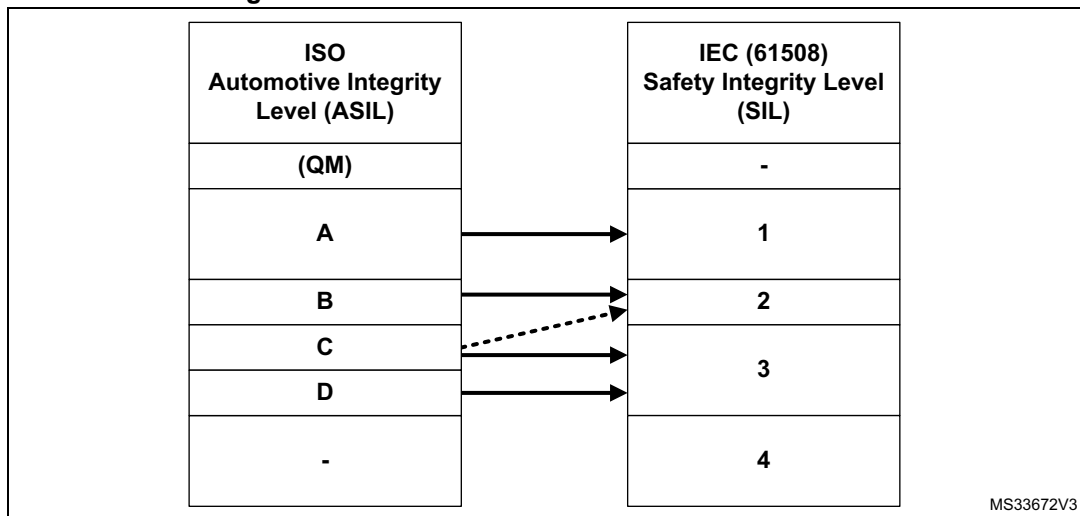 ISO
Automotive Integrity
Level (ASIL)
IEC (61508)
Safety Integrity Level
(SIL)
(QM)
-
A
1
B
2
C
3
D
-
4
MS33672V3